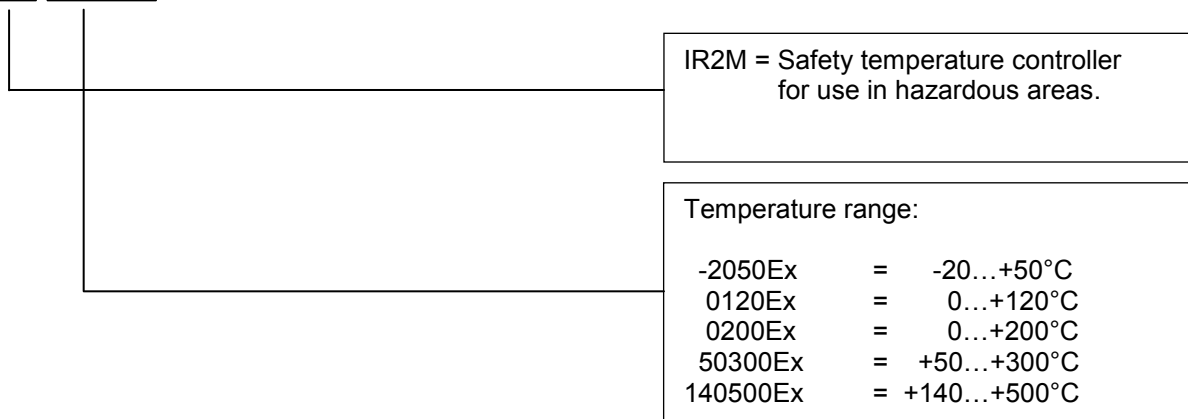 IR2M = Safety temperature controller
for use in hazardous areas.
Temperature range:
-2050Ex = -20…+50°C
0120Ex = 0…+120°C
0200Ex = 0…+200°C
50300Ex = +50…+300°C
140500Ex = +140…+500°C